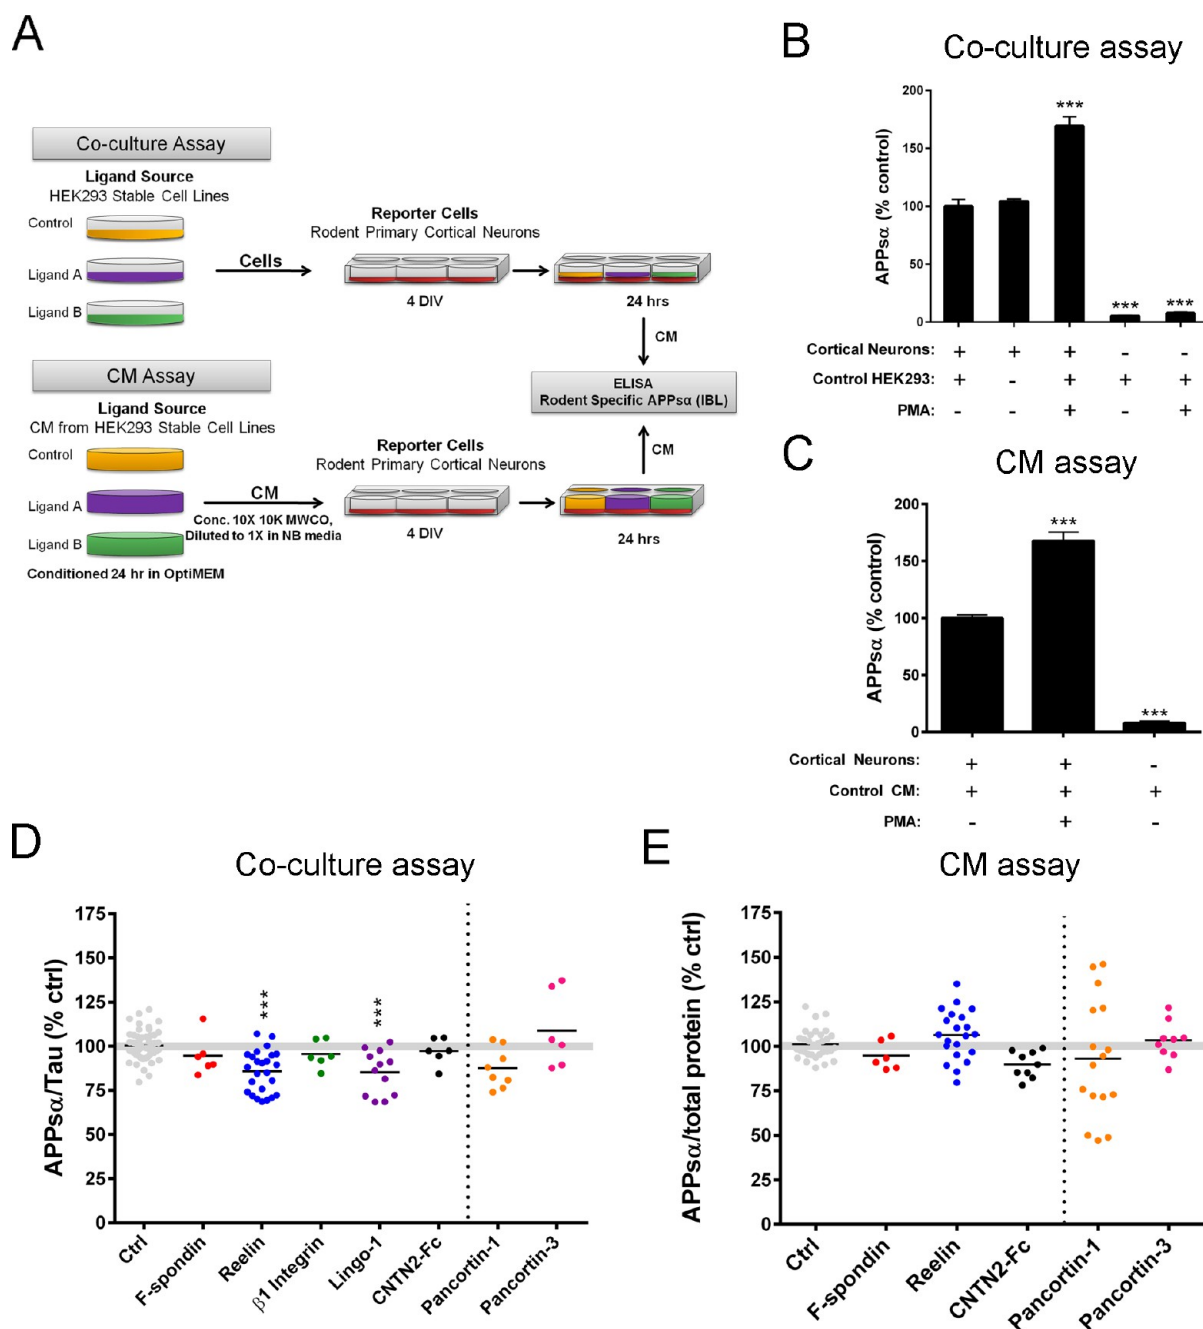 A
Co-culture Assay
Ligand Source
HEK293 Stable Cell Lines
Control
Ligand A
Ligand B
Cells
Reporter Cells
Rodent Primary Cortical Neurons
4 DIV
24 hrs
CM
ELISA
Rodent Specific APPsα (IBL)
CM
CM Assay
Ligand Source
CM from HEK293 Stable Cell Lines
Control
Ligand A
Ligand B
Conditioned 24 hr in OptiMEM
CM
Conc. 10X 10K MWCO,
Diluted to 1X in NB media
Reporter Cells
Rodent Primary Cortical Neurons
4 DIV
24 hrs
B
Co-culture assay
APPsα (% control)
200
150
100
50
0
*** *** ***
Cortical Neurons: + + + - -
Control HEK293: + - + + +
PMA: - - + - +
C
CM assay
APPsα (% control)
200
150
100
50
0
*** ***
Cortical Neurons: + + -
Control CM: + + +
PMA: - + -
D
Co-culture assay
APPsα/Tau (% ctrl)
175
150
125
100
75
50
25
0
*** ***
Ctrl
F-spondin
Reelin
β1 Integrin
Lingo-1
CNTN2-Fc
Pancortin-1
Pancortin-3
E
CM assay
APPsα/total protein (% ctrl)
175
150
125
100
75
50
25
0
Ctrl
F-spondin
Reelin
CNTN2-Fc
Pancortin-1
Pancortin-3